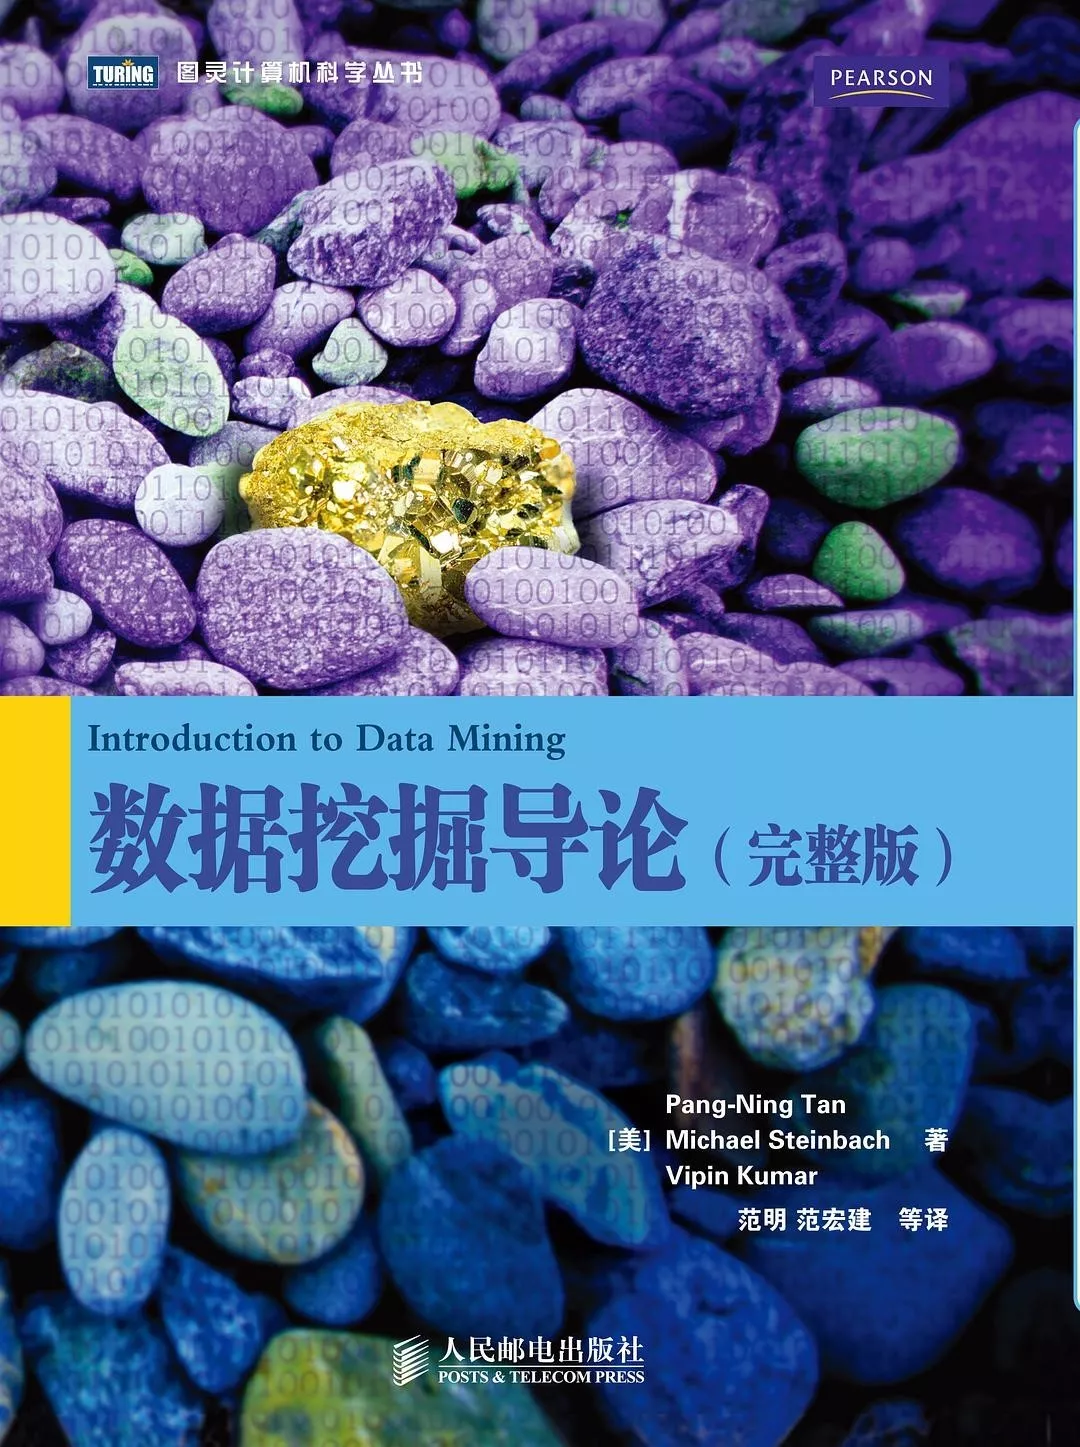 TURING 图灵计算机科学丛书
PEARSON
Introduction to Data Mining
数据挖掘导论（完整版）
Pang-Ning Tan
[美] Michael Steinbach 著
Vipin Kumar
范明 范宏建 等译
人民邮电出版社
POSTS & TELECOM PRESS